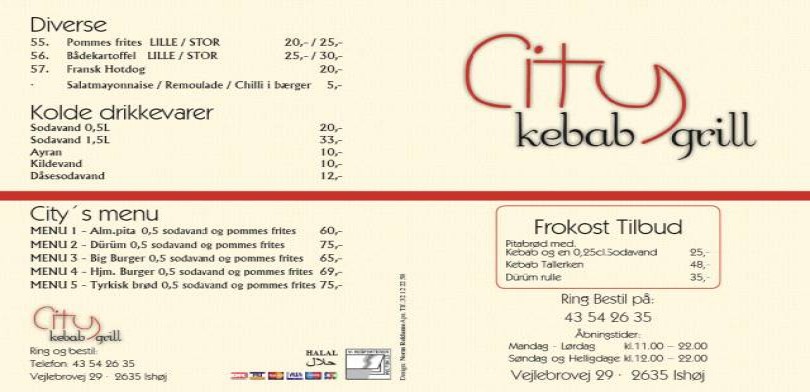 Diverse
55. Pommes frites LILLE / STOR 20,- / 25,-
56. Bådekartoffel LILLE / STOR 25,- / 30,-
57. Fransk Hotdog 20,-
· Salatmayonnaise / Remoulade / Chilli i bærger 5,-
Kolde drikkevarer
Sodavand 0,5L 20,-
Sodavand 1,5L 33,-
Ayran 10,-
Kildevand 10,-
Dåsesodavand 12,-
City
kebab grill
City´s menu
MENU 1 - Alm.pita 0,5 sodavand og pommes frites 60,-
MENU 2 - Dürüm 0,5 sodavand og pommes frites 75,-
MENU 3 - Big Burger 0,5 sodavand og pommes frites 65,-
MENU 4 - Hjm. Burger 0,5 sodavand og pommes frites 69,-
MENU 5 - Tyrkisk brød 0,5 sodavand og pommes frites 75,-
City
kebab grill
Ring og bestil:
Telefon: 43 54 26 35
Vejlebrovej 29 · 2635 Ishøj
HALAL
حلال
Frokost Tilbud
Pitabrød med.
Kebab og en 0,25cl.Sodavand 25,-
Kebab Tallerken 48,-
Dürüm rulle 35,-
Ring Bestil på:
43 54 26 35
Åbningstider:
Mandag - Lørdag kl.11.00 - 22.00
Søndag og Helligdage kl.12.00 - 22.00
Vejlebrovej 29 · 2635 Ishøj